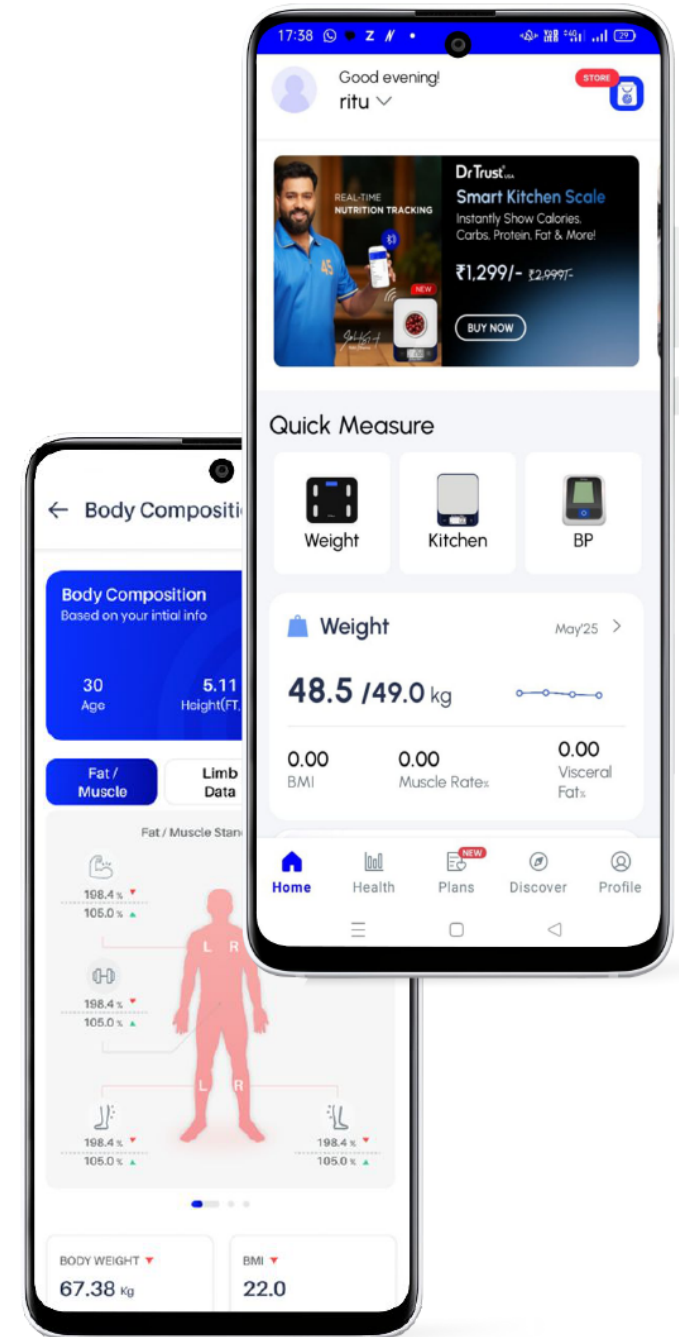 17:38
29
Good evening!
ritu
STORE
REAL-TIME
NUTRITION TRACKING
45
NEW
Dr Trust USA
Smart Kitchen Scale
Instantly Show Calories,
Carbs, Protein, Fat & More!
₹1,299/- ₹2,999/-
BUY NOW
Quick Measure
Weight
Kitchen
BP
Weight
May'25
48.5 /49.0 kg
0.00
BMI
0.00
Muscle Rate%
0.00
Visceral
Fat%
Home
Health
NEW
Plans
Discover
Profile
Body Compositi
Body Composition
Based on your intial info
30
Age
5.11
Height(FT,
Fat /
Muscle
Limb
Data
Fat / Muscle Stan
198.4 %
105.0 %
L R
198.4 %
105.0 %
L R
198.4 %
105.0 %
198.4 %
105.0 %
BODY WEIGHT
67.38 Kg
BMI
22.0